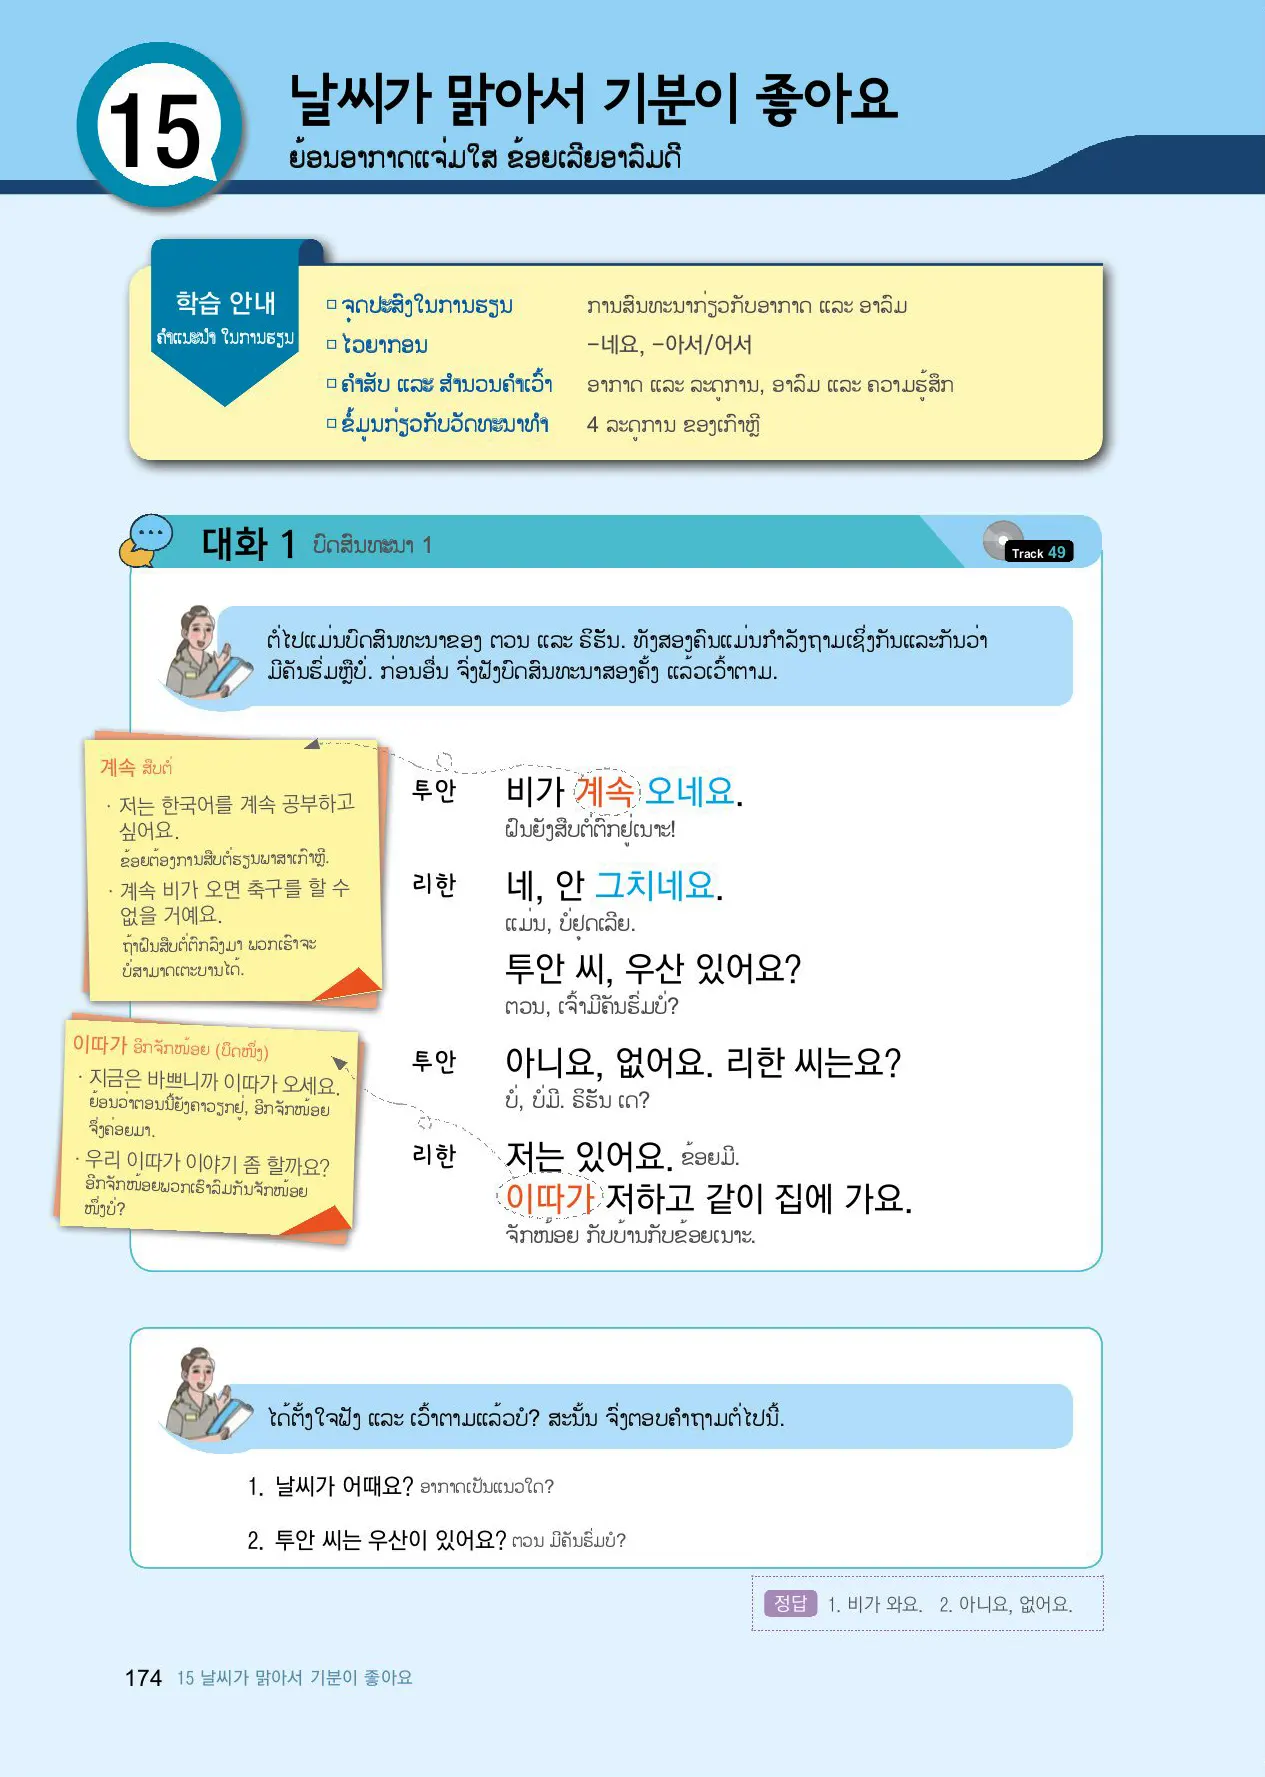 15
날씨가 맑아서 기분이 좋아요
ຍ້ອນອາກາດແຈ່ມໃສ ຂ້ອຍເລີຍອາລົມດີ
학습 안내
ຄຳແນະນຳ ໃນການຮຽນ
□ ຈຸດປະສົງໃນການຮຽນ ການສົນທະນາກ່ຽວກັບອາກາດ ແລະ ອາລົມ
□ ໄວຍາກອນ -네요, -아서/어서
□ ຄຳສັບ ແລະ ສຳນວນຄຳເວົ້າ ອາກາດ ແລະ ລະດູການ, ອາລົມ ແລະ ຄວາມຮູ້ສຶກ
□ ຂໍ້ມູນກ່ຽວກັບວັດທະນາທຳ 4 ລະດູການ ຂອງເກົາຫຼີ
대화 1 ບົດສົນທະນາ 1
Track 49
ຕໍ່ໄປແມ່ນບົດສົນທະນາຂອງ ຕວນ ແລະ ຣິຮັນ. ທັງສອງຄົນແມ່ນກຳລັງຖາມເຊິ່ງກັນແລະກັນວ່າ
ມີຄັນຮົ່ມຫຼືບໍ່. ກ່ອນອື່ນ ຈົ່ງຟັງບົດສົນທະນາສອງຄັ້ງ ແລ້ວເວົ້າຕາມ.
계속 ສືບຕໍ່
· 저는 한국어를 계속 공부하고
싶어요.
ຂ້ອຍຕ້ອງການສືບຕໍ່ຮຽນພາສາເກົາຫຼີ.
· 계속 비가 오면 축구를 할 수
없을 거예요.
ຖ້າຝົນສືບຕໍ່ຕົກລົງມາ ພວກເຮົາຈະ
ບໍ່ສາມາດເຕະບານໄດ້.
이따가 ອີກຈັກໜ້ອຍ (ບຶດໜຶ່ງ)
· 지금은 바쁘니까 이따가 오세요.
ຍ້ອນວ່າຕອນນີ້ຍັງຄາວຽກຢູ່, ອີກຈັກໜ້ອຍ
ຈຶ່ງຄ່ອຍມາ.
· 우리 이따가 이야기 좀 할까요?
ອີກຈັກໜ້ອຍພວກເຮົາລົມກັນຈັກໜ້ອຍ
ໜຶ່ງບໍ່?
투안 비가 계속 오네요.
ຝົນຍັງສືບຕໍ່ຕົກຢູ່ເນາະ!
리한 네, 안 그치네요.
ແມ່ນ, ບໍ່ຢຸດເລີຍ.
투안 씨, 우산 있어요?
ຕວນ, ເຈົ້າມີຄັນຮົ່ມບໍ່?
투안 아니요, 없어요. 리한 씨는요?
ບໍ່, ບໍ່ມີ. ຣິຮັນ ເດ?
리한 저는 있어요. ຂ້ອຍມີ.
이따가 저하고 같이 집에 가요.
ຈັກໜ້ອຍ ກັບບ້ານກັບຂ້ອຍເນາະ.
ໄດ້ຕັ້ງໃຈຟັງ ແລະ ເວົ້າຕາມແລ້ວບໍ? ສະນັ້ນ ຈົ່ງຕອບຄຳຖາມຕໍ່ໄປນີ້.
1. 날씨가 어때요? ອາກາດເປັນແນວໃດ?
2. 투안 씨는 우산이 있어요? ຕວນ ມີຄັນຮົ່ມບໍ?
정답 1. 비가 와요. 2. 아니요, 없어요.
174 15 날씨가 맑아서 기분이 좋아요